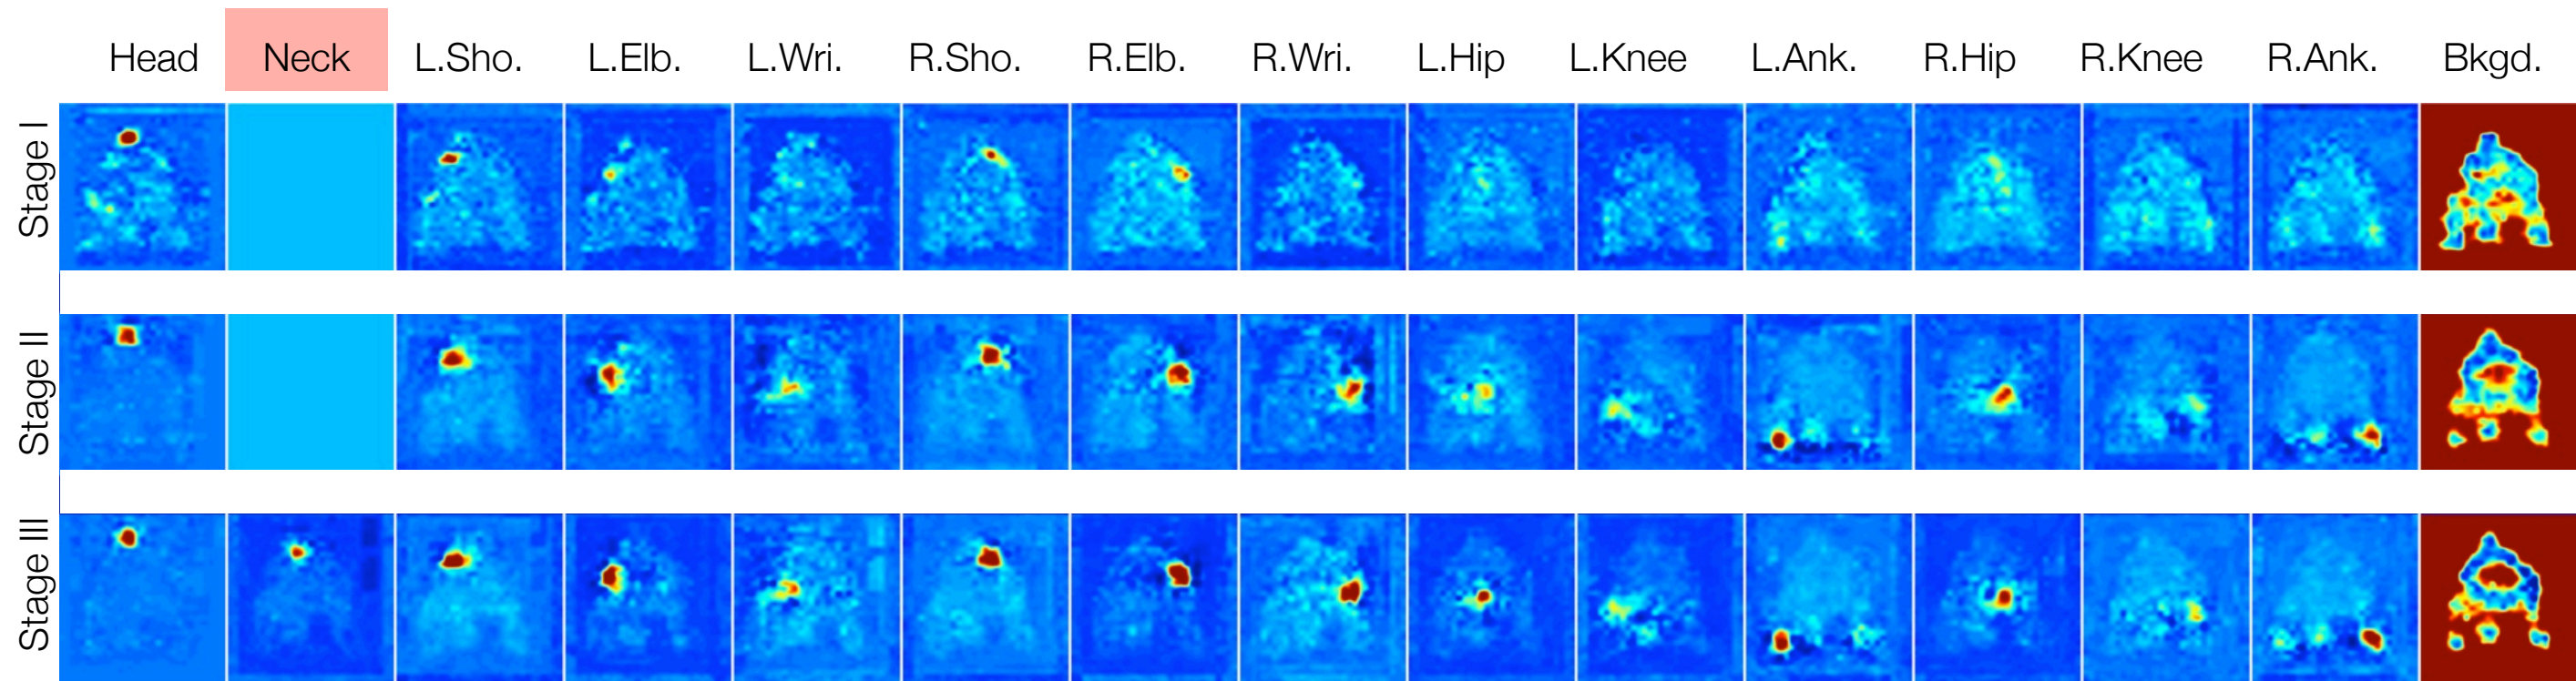 Head Neck L.Sho. L.Elb. L.Wri. R.Sho. R.Elb. R.Wri. L.Hip L.Knee L.Ank. R.Hip R.Knee R.Ank. Bkgd.
Stage I
Stage II
Stage III